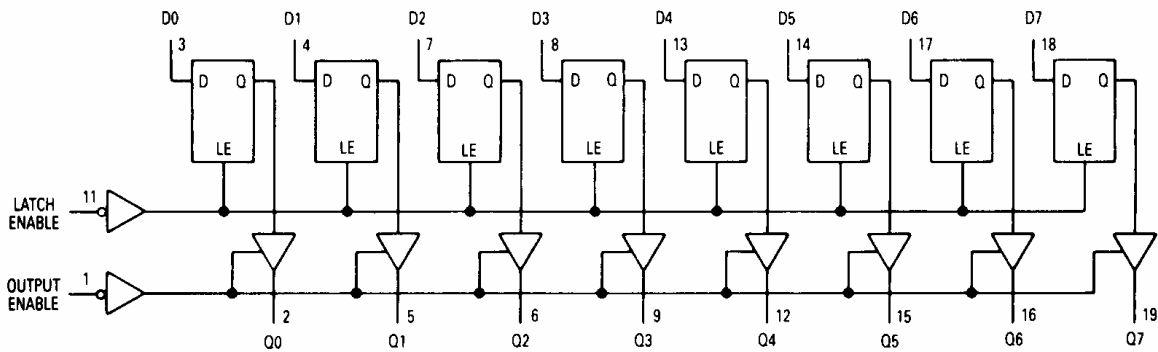 D0 D1 D2 D3 D4 D5 D6 D7
3 4 7 8 13 14 17 18
D Q D Q D Q D Q D Q D Q D Q D Q
LE LE LE LE LE LE LE LE
LATCH ENABLE 11
OUTPUT ENABLE 1
2 5 6 9 12 15 16 19
Q0 Q1 Q2 Q3 Q4 Q5 Q6 Q7